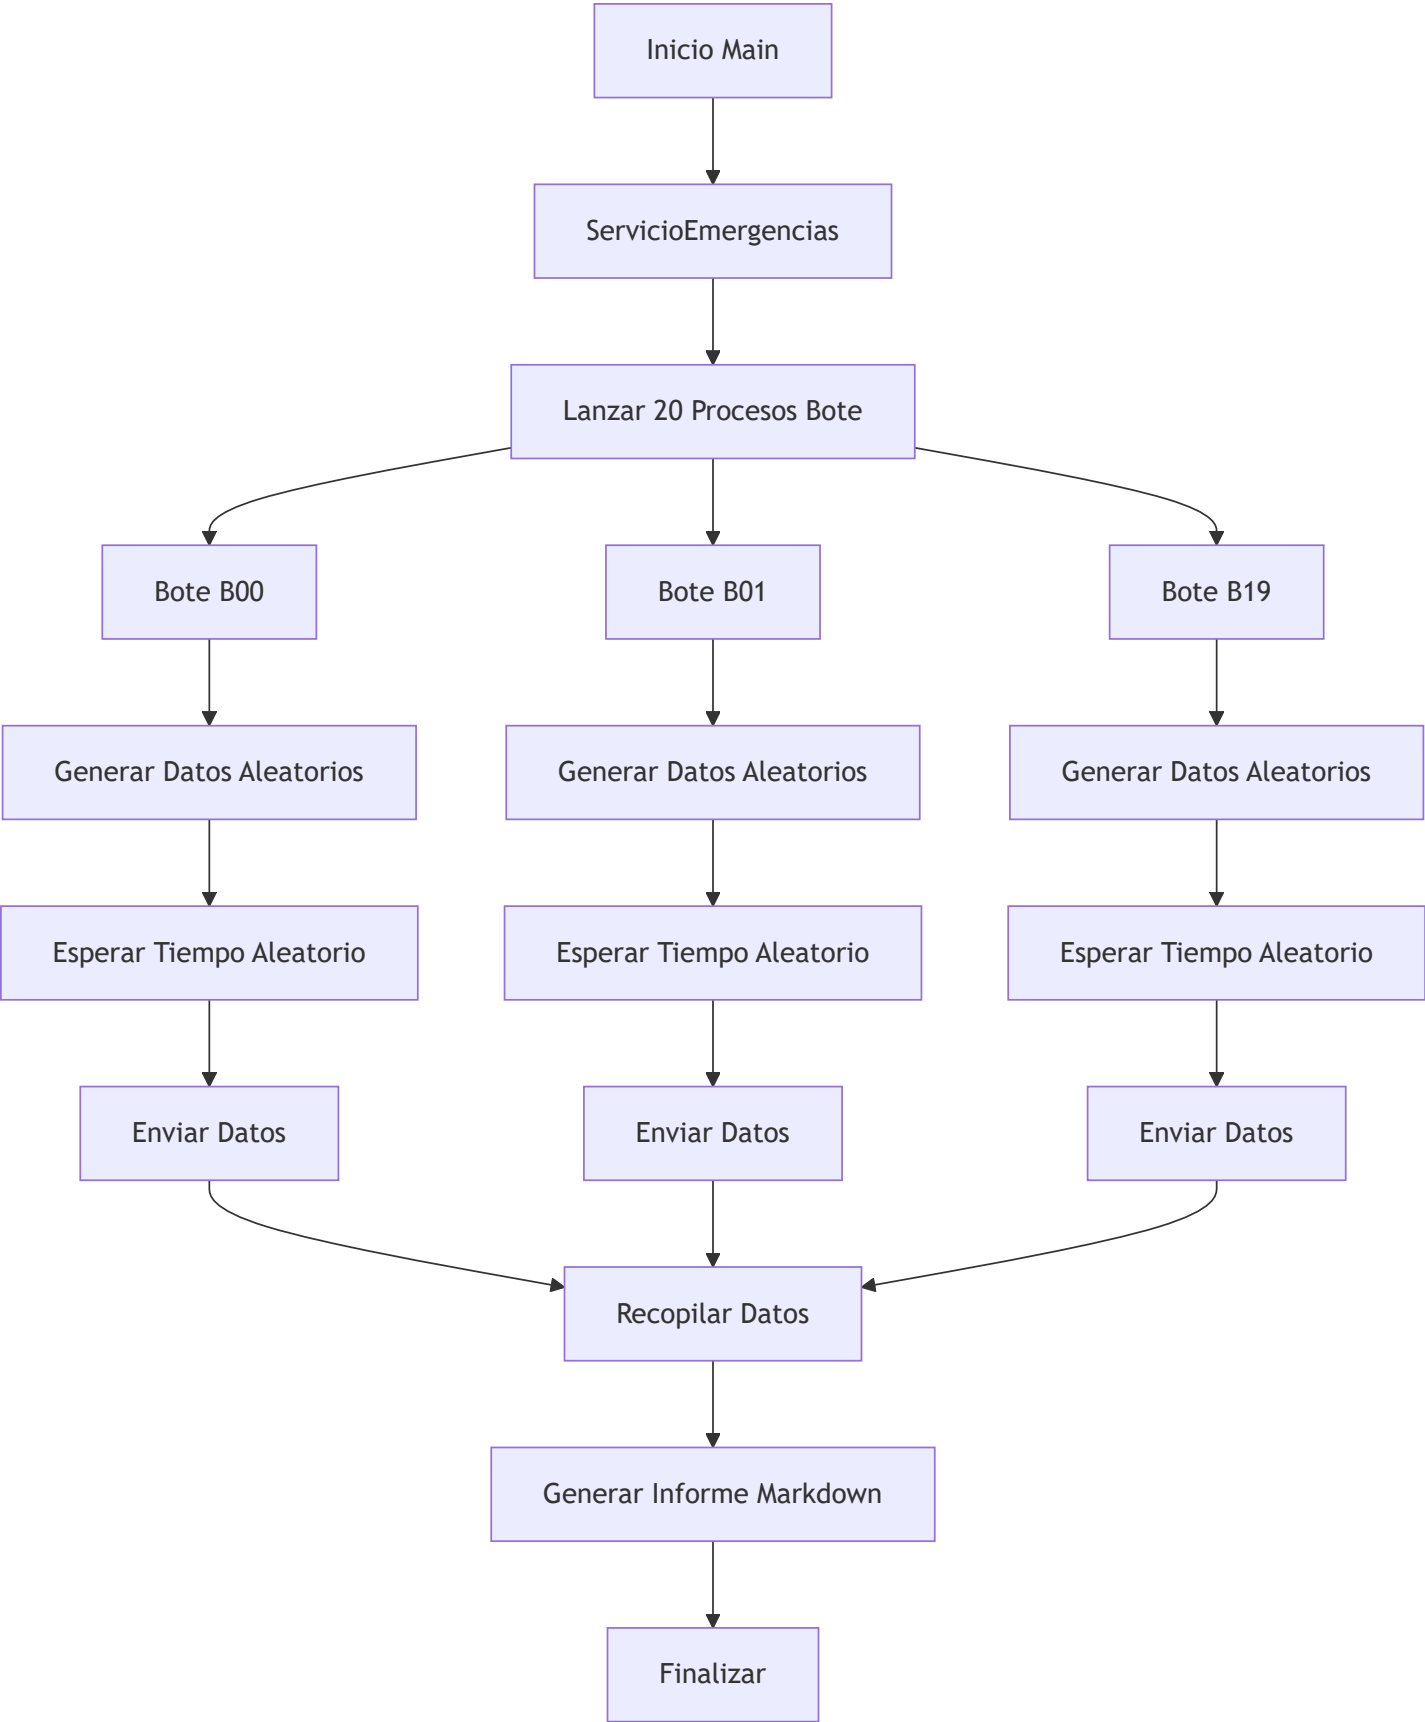 Inicio Main
ServicioEmergencias
Lanzar 20 Procesos Bote
Bote B00
Bote B01
Bote B19
Generar Datos Aleatorios
Generar Datos Aleatorios
Generar Datos Aleatorios
Esperar Tiempo Aleatorio
Esperar Tiempo Aleatorio
Esperar Tiempo Aleatorio
Enviar Datos
Enviar Datos
Enviar Datos
Recopilar Datos
Generar Informe Markdown
Finalizar